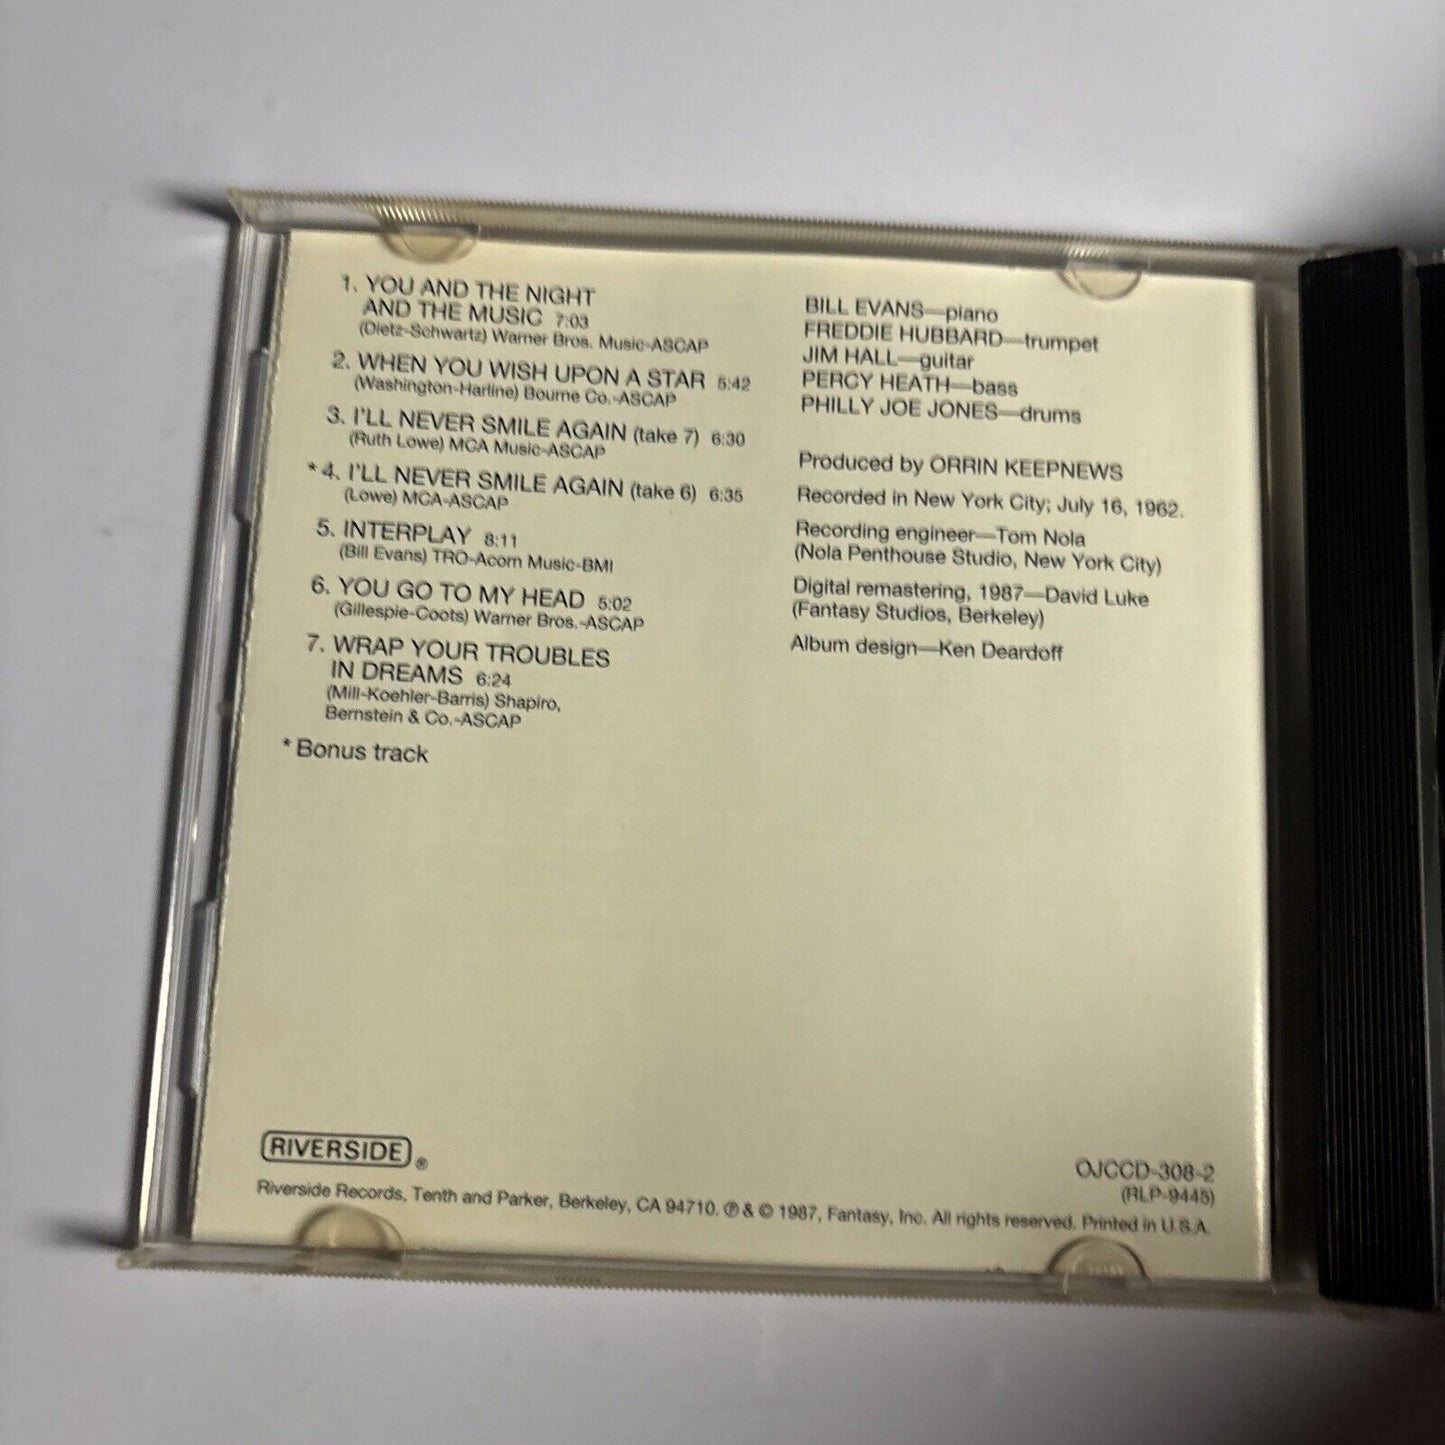 1. YOU AND THE NIGHT
AND THE MUSIC 7:03
(Dietz-Schwartz) Warner Bros. Music-ASCAP
2. WHEN YOU WISH UPON A STAR 5:42
(Washington-Harline) Bourne Co.-ASCAP
3. I'LL NEVER SMILE AGAIN (take 7) 6:30
(Ruth Lowe) MCA Music-ASCAP
* 4. I'LL NEVER SMILE AGAIN (take 6) 6:35
(Lowe) MCA-ASCAP
5. INTERPLAY 8:11
(Bill Evans) TRO-Acorn Music-BMI
6. YOU GO TO MY HEAD 5:02
(Gillespie-Coots) Warner Bros.-ASCAP
7. WRAP YOUR TROUBLES
IN DREAMS 6:24
(Mill-Koehler-Barris) Shapiro,
Bernstein & Co.-ASCAP
* Bonus track
BILL EVANS—piano
FREDDIE HUBBARD—trumpet
JIM HALL—guitar
PERCY HEATH—bass
PHILLY JOE JONES—drums
Produced by ORRIN KEEPNEWS
Recorded in New York City; July 16, 1962.
Recording engineer—Tom Nola
(Nola Penthouse Studio, New York City)
Digital remastering, 1987—David Luke
(Fantasy Studios, Berkeley)
Album design—Ken Deardoff
RIVERSIDE®
OJCCD-308-2
(RLP-9445)
Riverside Records, Tenth and Parker, Berkeley, CA 94710. ℗ & © 1987, Fantasy, Inc. All rights reserved. Printed in U.S.A.